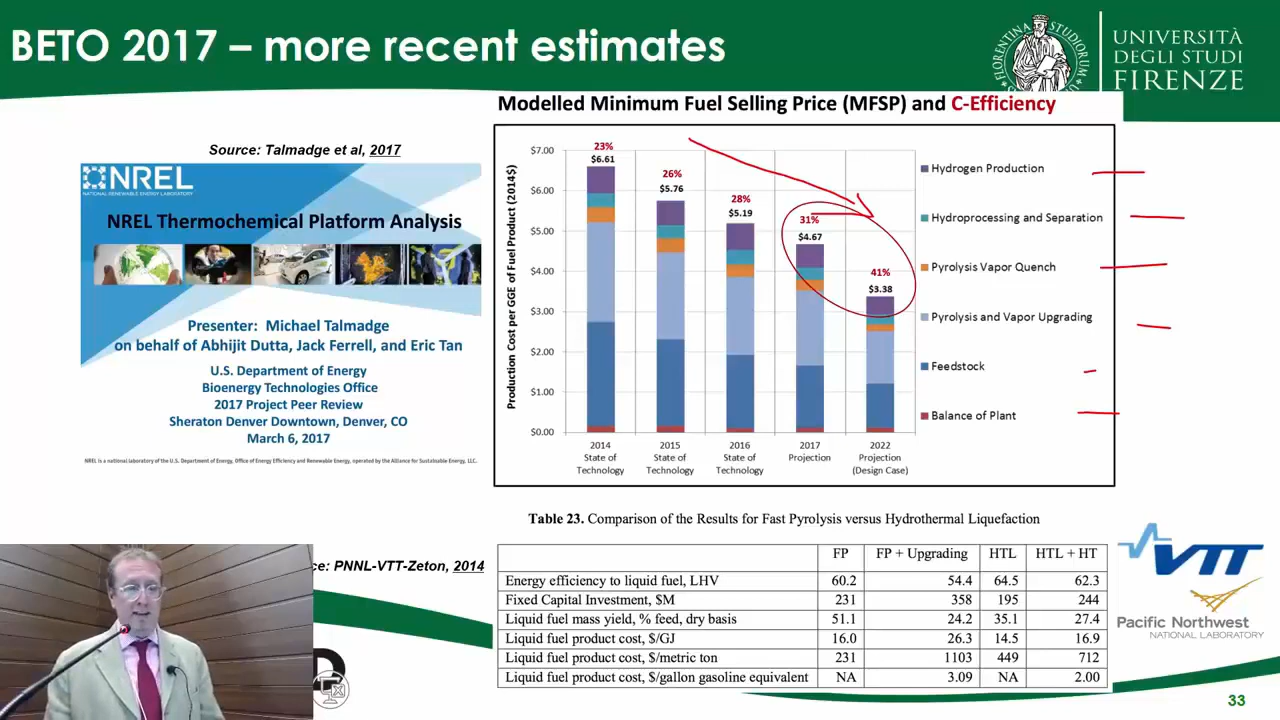 BETO 2017 – more recent estimates
UNIVERSITÀ
DEGLI STUDI
FIRENZE
Modelled Minimum Fuel Selling Price (MFSP) and C-Efficiency
Source: Talmadge et al, 2017
NREL
NATIONAL RENEWABLE ENERGY LABORATORY
NREL Thermochemical Platform Analysis
Presenter: Michael Talmadge
on behalf of Abhijit Dutta, Jack Ferrell, and Eric Tan
U.S. Department of Energy
Bioenergy Technologies Office
2017 Project Peer Review
Sheraton Denver Downtown, Denver, CO
March 6, 2017
NREL is a national laboratory of the U.S. Department of Energy, Office of Energy Efficiency and Renewable Energy, operated by the Alliance for Sustainable Energy, LLC.
Production Cost per GGE of Fuel Product (2014$)
$7.00
$6.00
$5.00
$4.00
$3.00
$2.00
$1.00
$0.00
23%
$6.61
26%
$5.76
28%
$5.19
31%
$4.67
41%
$3.38
2014
State of
Technology
2015
State of
Technology
2016
State of
Technology
2017
Projection
2022
Projection
(Design Case)
Hydrogen Production
Hydroprocessing and Separation
Pyrolysis Vapor Quench
Pyrolysis and Vapor Upgrading
Feedstock
Balance of Plant
Table 23. Comparison of the Results for Fast Pyrolysis versus Hydrothermal Liquefaction
FP FP + Upgrading HTL HTL + HT
Energy efficiency to liquid fuel, LHV 60.2 54.4 64.5 62.3
Fixed Capital Investment, $M 231 358 195 244
Liquid fuel mass yield, % feed, dry basis 51.1 24.2 35.1 27.4
Liquid fuel product cost, $/GJ 16.0 26.3 14.5 16.9
Liquid fuel product cost, $/metric ton 231 1103 449 712
Liquid fuel product cost, $/gallon gasoline equivalent NA 3.09 NA 2.00
PNNL-VTT-Zeton, 2014
VTT
Pacific Northwest
NATIONAL LABORATORY
33